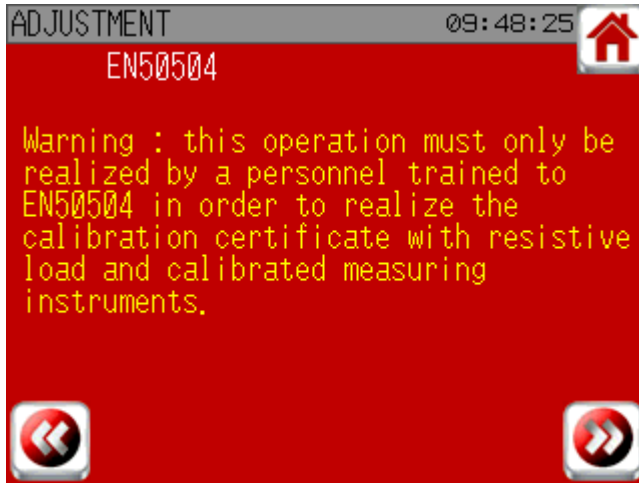 ADJUSTMENT 09:48:25
EN50504
Warning : this operation must only be
realized by a personnel trained to
EN50504 in order to realize the
calibration certificate with resistive
load and calibrated measuring
instruments.